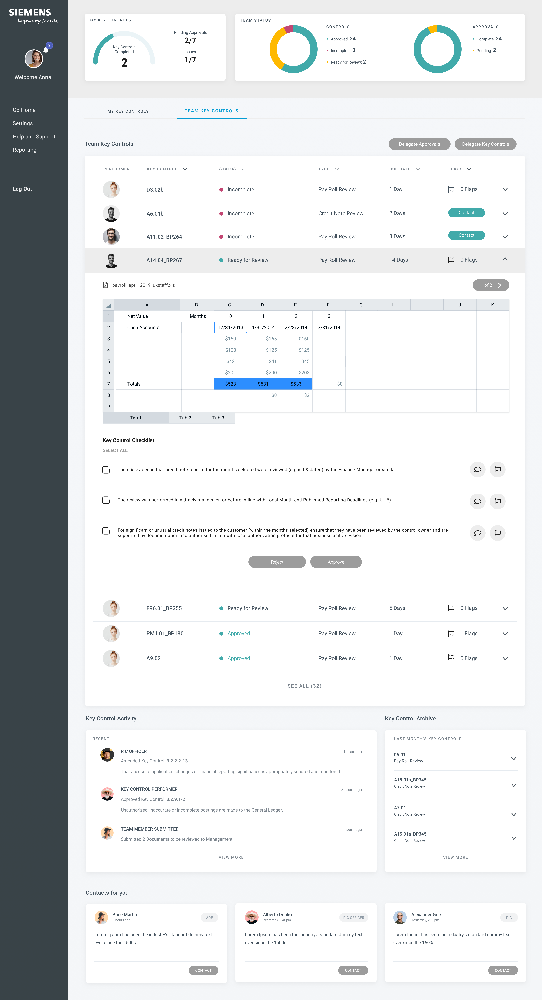 SIEMENS
Ingenuity for life
3
Welcome Anna!
Go Home
Settings
Help and Support
Reporting
Log Out
MY KEY CONTROLS
Key Controls
Completed
2
Pending Approvals
2/7
Issues
1/7
TEAM STATUS
CONTROLS
Approved: 34
Incomplete: 3
Ready for Review: 2
APPROVALS
Complete: 34
Pending: 2
MY KEY CONTROLS TEAM KEY CONTROLS
Team Key Controls Delegate Approvals Delegate Key Controls
PERFORMER KEY CONTROL STATUS TYPE DUE DATE FLAGS
D3.02b Incomplete Pay Roll Review 1 Day 0 Flags
A6.01b Incomplete Credit Note Review 2 Days Contact
A11.02_BP264 Incomplete Pay Roll Review 3 Days Contact
A14.04_BP267 Ready for Review Pay Roll Review 14 Days 0 Flags
payroll_april_2019_ukstaff.xls 1 of 2
A B C D E F G H I J K
1 Net Value Months 0 1 2 3
2 Cash Accounts 12/31/2013 1/31/2014 2/28/2014 3/31/2014
3 $160 $165 $160
4 $120 $125 $125
5 $42 $41 $45
6 $201 $200 $203
7 Totals $523 $531 $533 $0
8 $8 $2
9
Tab 1 Tab 2 Tab 3
Key Control Checklist
SELECT ALL
There is evidence that credit note reports for the months selected were reviewed (signed & dated) by the Finance Manager or similar.
The review was performed in a timely manner, on or before in-line with Local Month-end Published Reporting Deadlines (e.g. U+ 6)
For significant or unusual credit notes issued to the customer (within the months selected) ensure that they have been reviewed by the control owner and are
supported by documentation and authorised in line with local authorization protocol for that business unit / division.
Reject Approve
FR6.01_BP355 Ready for Review Pay Roll Review 5 Days 0 Flags
PM1.01_BP180 Approved Pay Roll Review 1 Day 1 Flags
A9.02 Approved Pay Roll Review 1 Day 0 Flags
SEE ALL (32)
Key Control Activity
RECENT
RIC OFFICER 1 hour ago
Amended Key Control: 3.2.2.2-13
That access to application, changes of financial reporting significance is appropriately secured and monitored.
KEY CONTROL PERFORMER 3 hours ago
Approved Key Control: 3.2.9.1-2
Unauthorized, inaccurate or incomplete postings are made to the General Ledger.
TEAM MEMBER SUBMITTED 5 hours ago
Submitted 2 Documents to be reviewed to Management
VIEW MORE
Key Control Archive
LAST MONTH'S KEY CONTROLS
P6.01
Pay Roll Review
A15.01a_BP345
Credit Note Review
A7.01
Credit Note Review
A15.01a_BP345
Credit Note Review
VIEW MORE
Contacts for you
Alice Martin
5 hours ago
ARE
Lorem Ipsum has been the industry's standard dummy text
ever since the 1500s.
CONTACT
Alberto Donko
Yesterday, 9:40pm
RIC OFFICER
Lorem Ipsum has been the industry's standard dummy text
ever since the 1500s.
CONTACT
Alexander Goe
Yesterday, 2:00pm
RIC
Lorem Ipsum has been the industry's standard dummy text
ever since the 1500s.
CONTACT